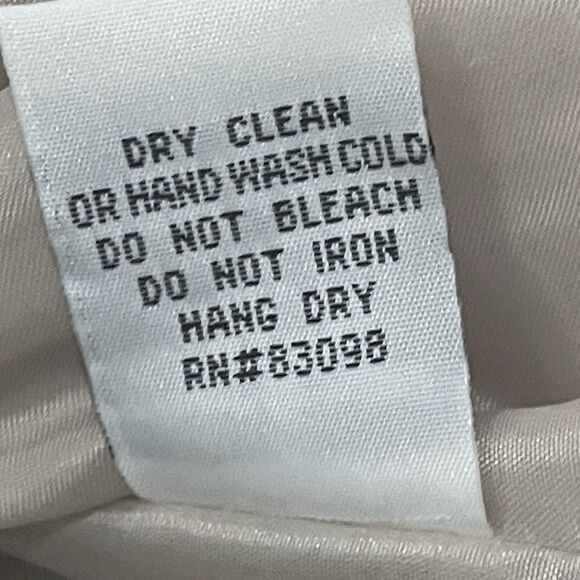 DRY CLEAN
OR HAND WASH COLD
DO NOT BLEACH
DO NOT IRON
HANG DRY
RN#83098